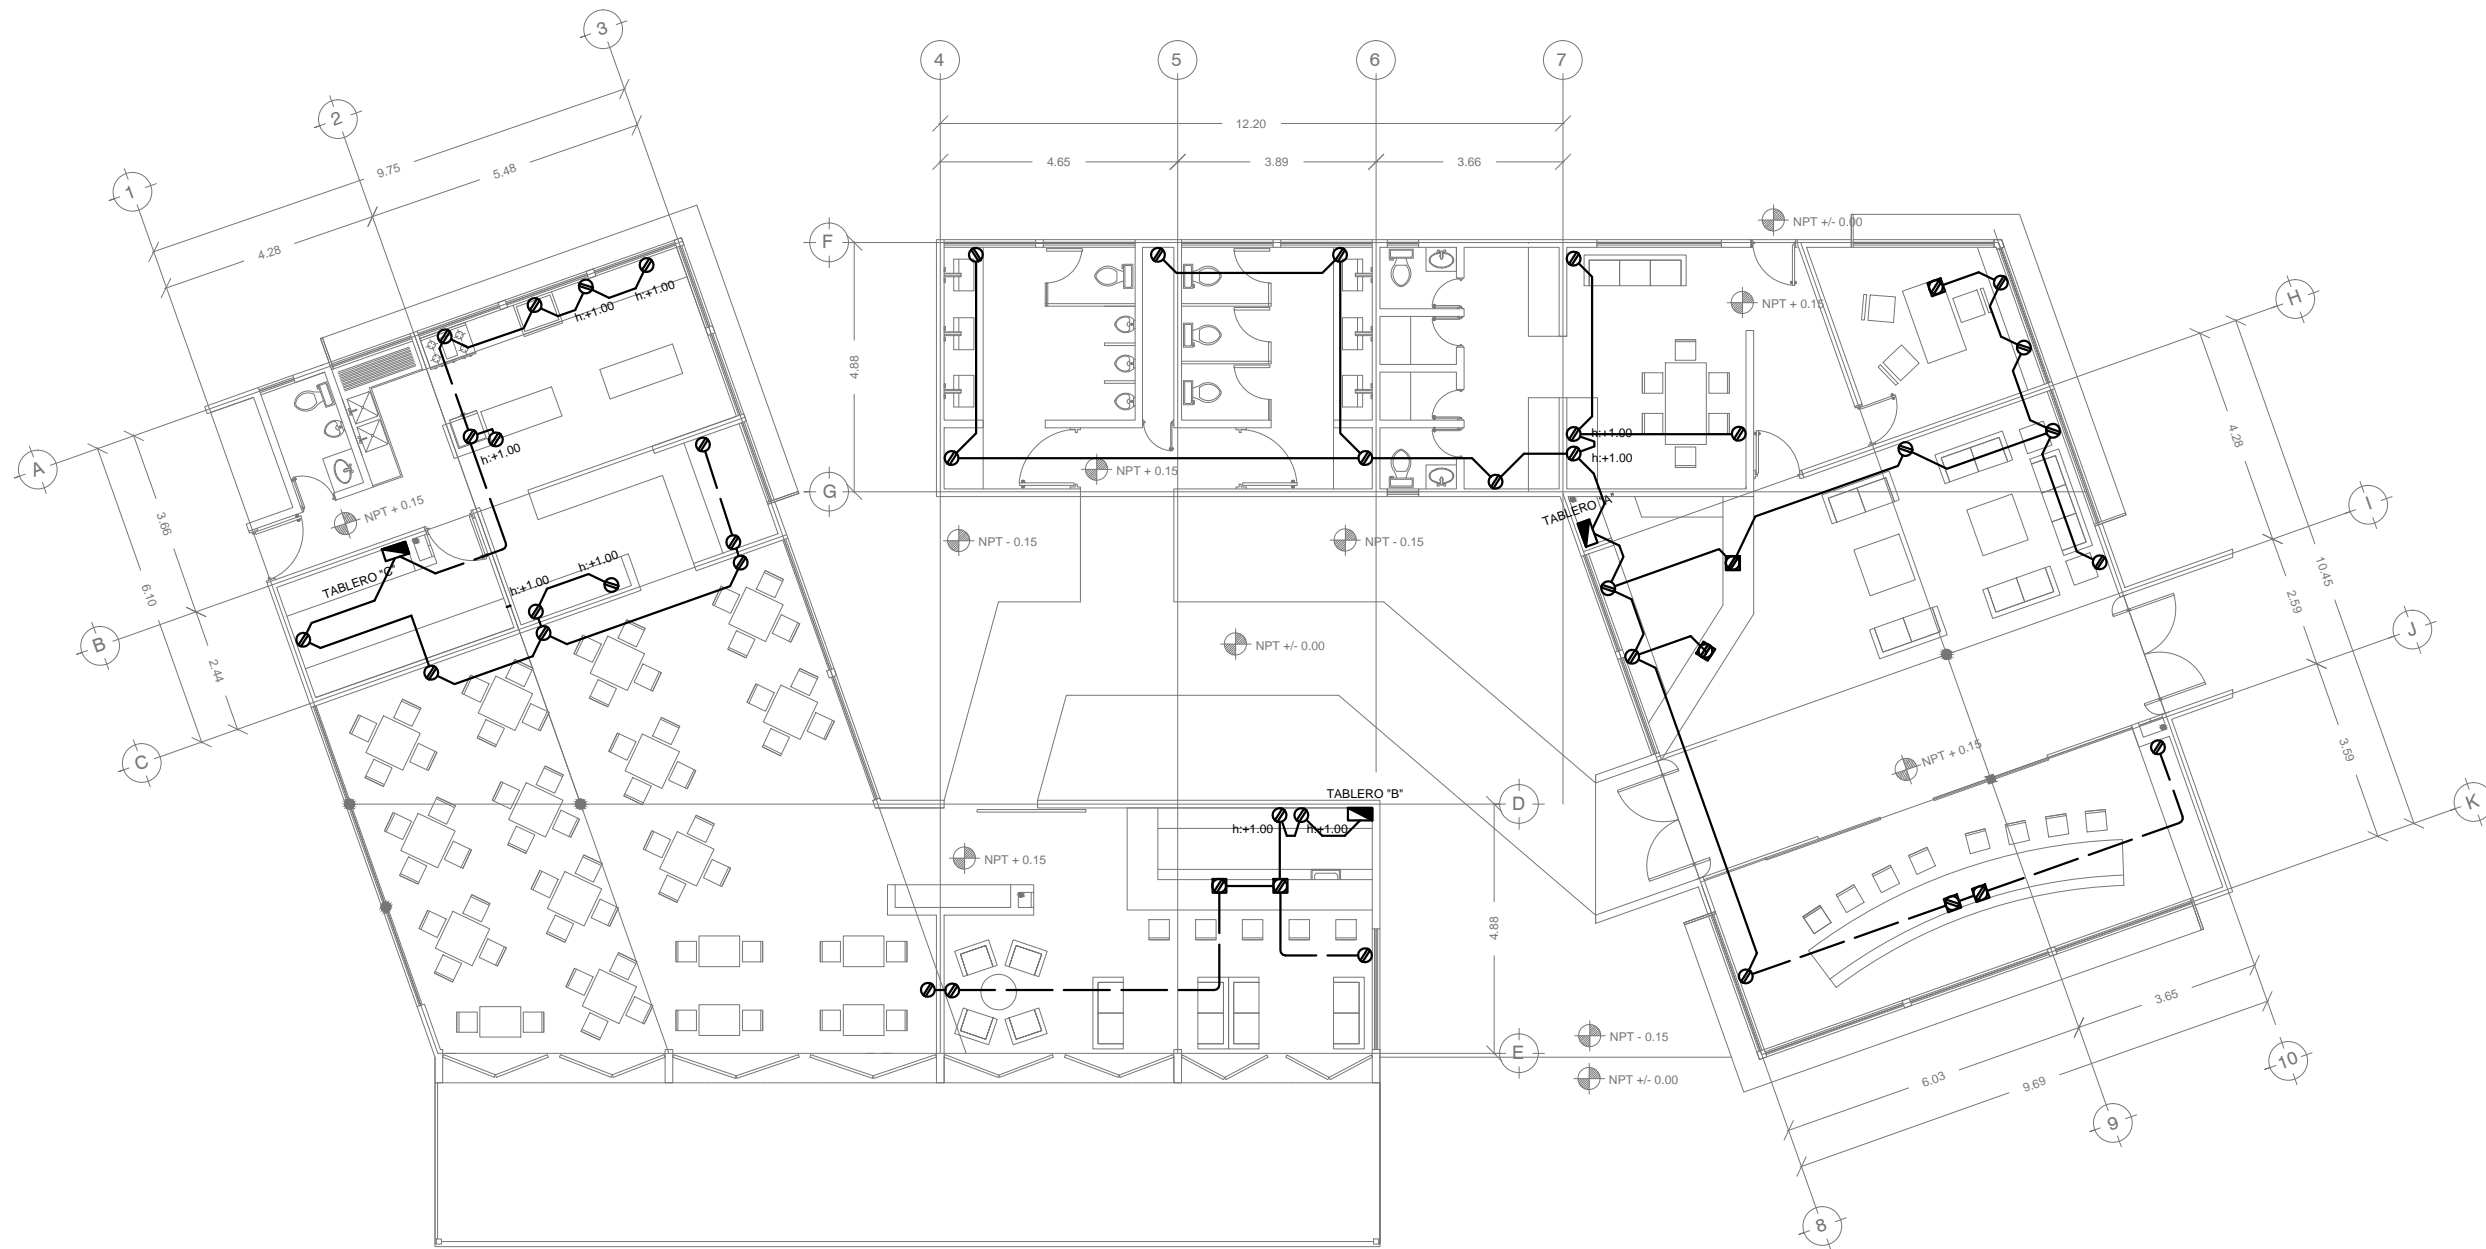 3
4
5
6
7
2
1
12.20
9.75
5.48
4.65
3.89
3.66
4.28
F
NPT +/- 0.00
NPT + 0.15
H
h:+1.00
h:+1.00
4.88
4.28
A
h:+1.00
h:+1.00
h:+1.00
NPT + 0.15
G
I
3.66
NPT + 0.15
TABLERO "A"
NPT - 0.15
NPT - 0.15
10.45
TABLERO "C"
h:+1.00
h:+1.00
6.10
2.59
B
J
NPT +/- 0.00
2.44
C
NPT + 0.15
3.59
TABLERO "B"
D
K
h:+1.00
h:+1.00
NPT + 0.15
4.88
3.65
NPT - 0.15
E
NPT +/- 0.00
6.03
9.69
10
9
8